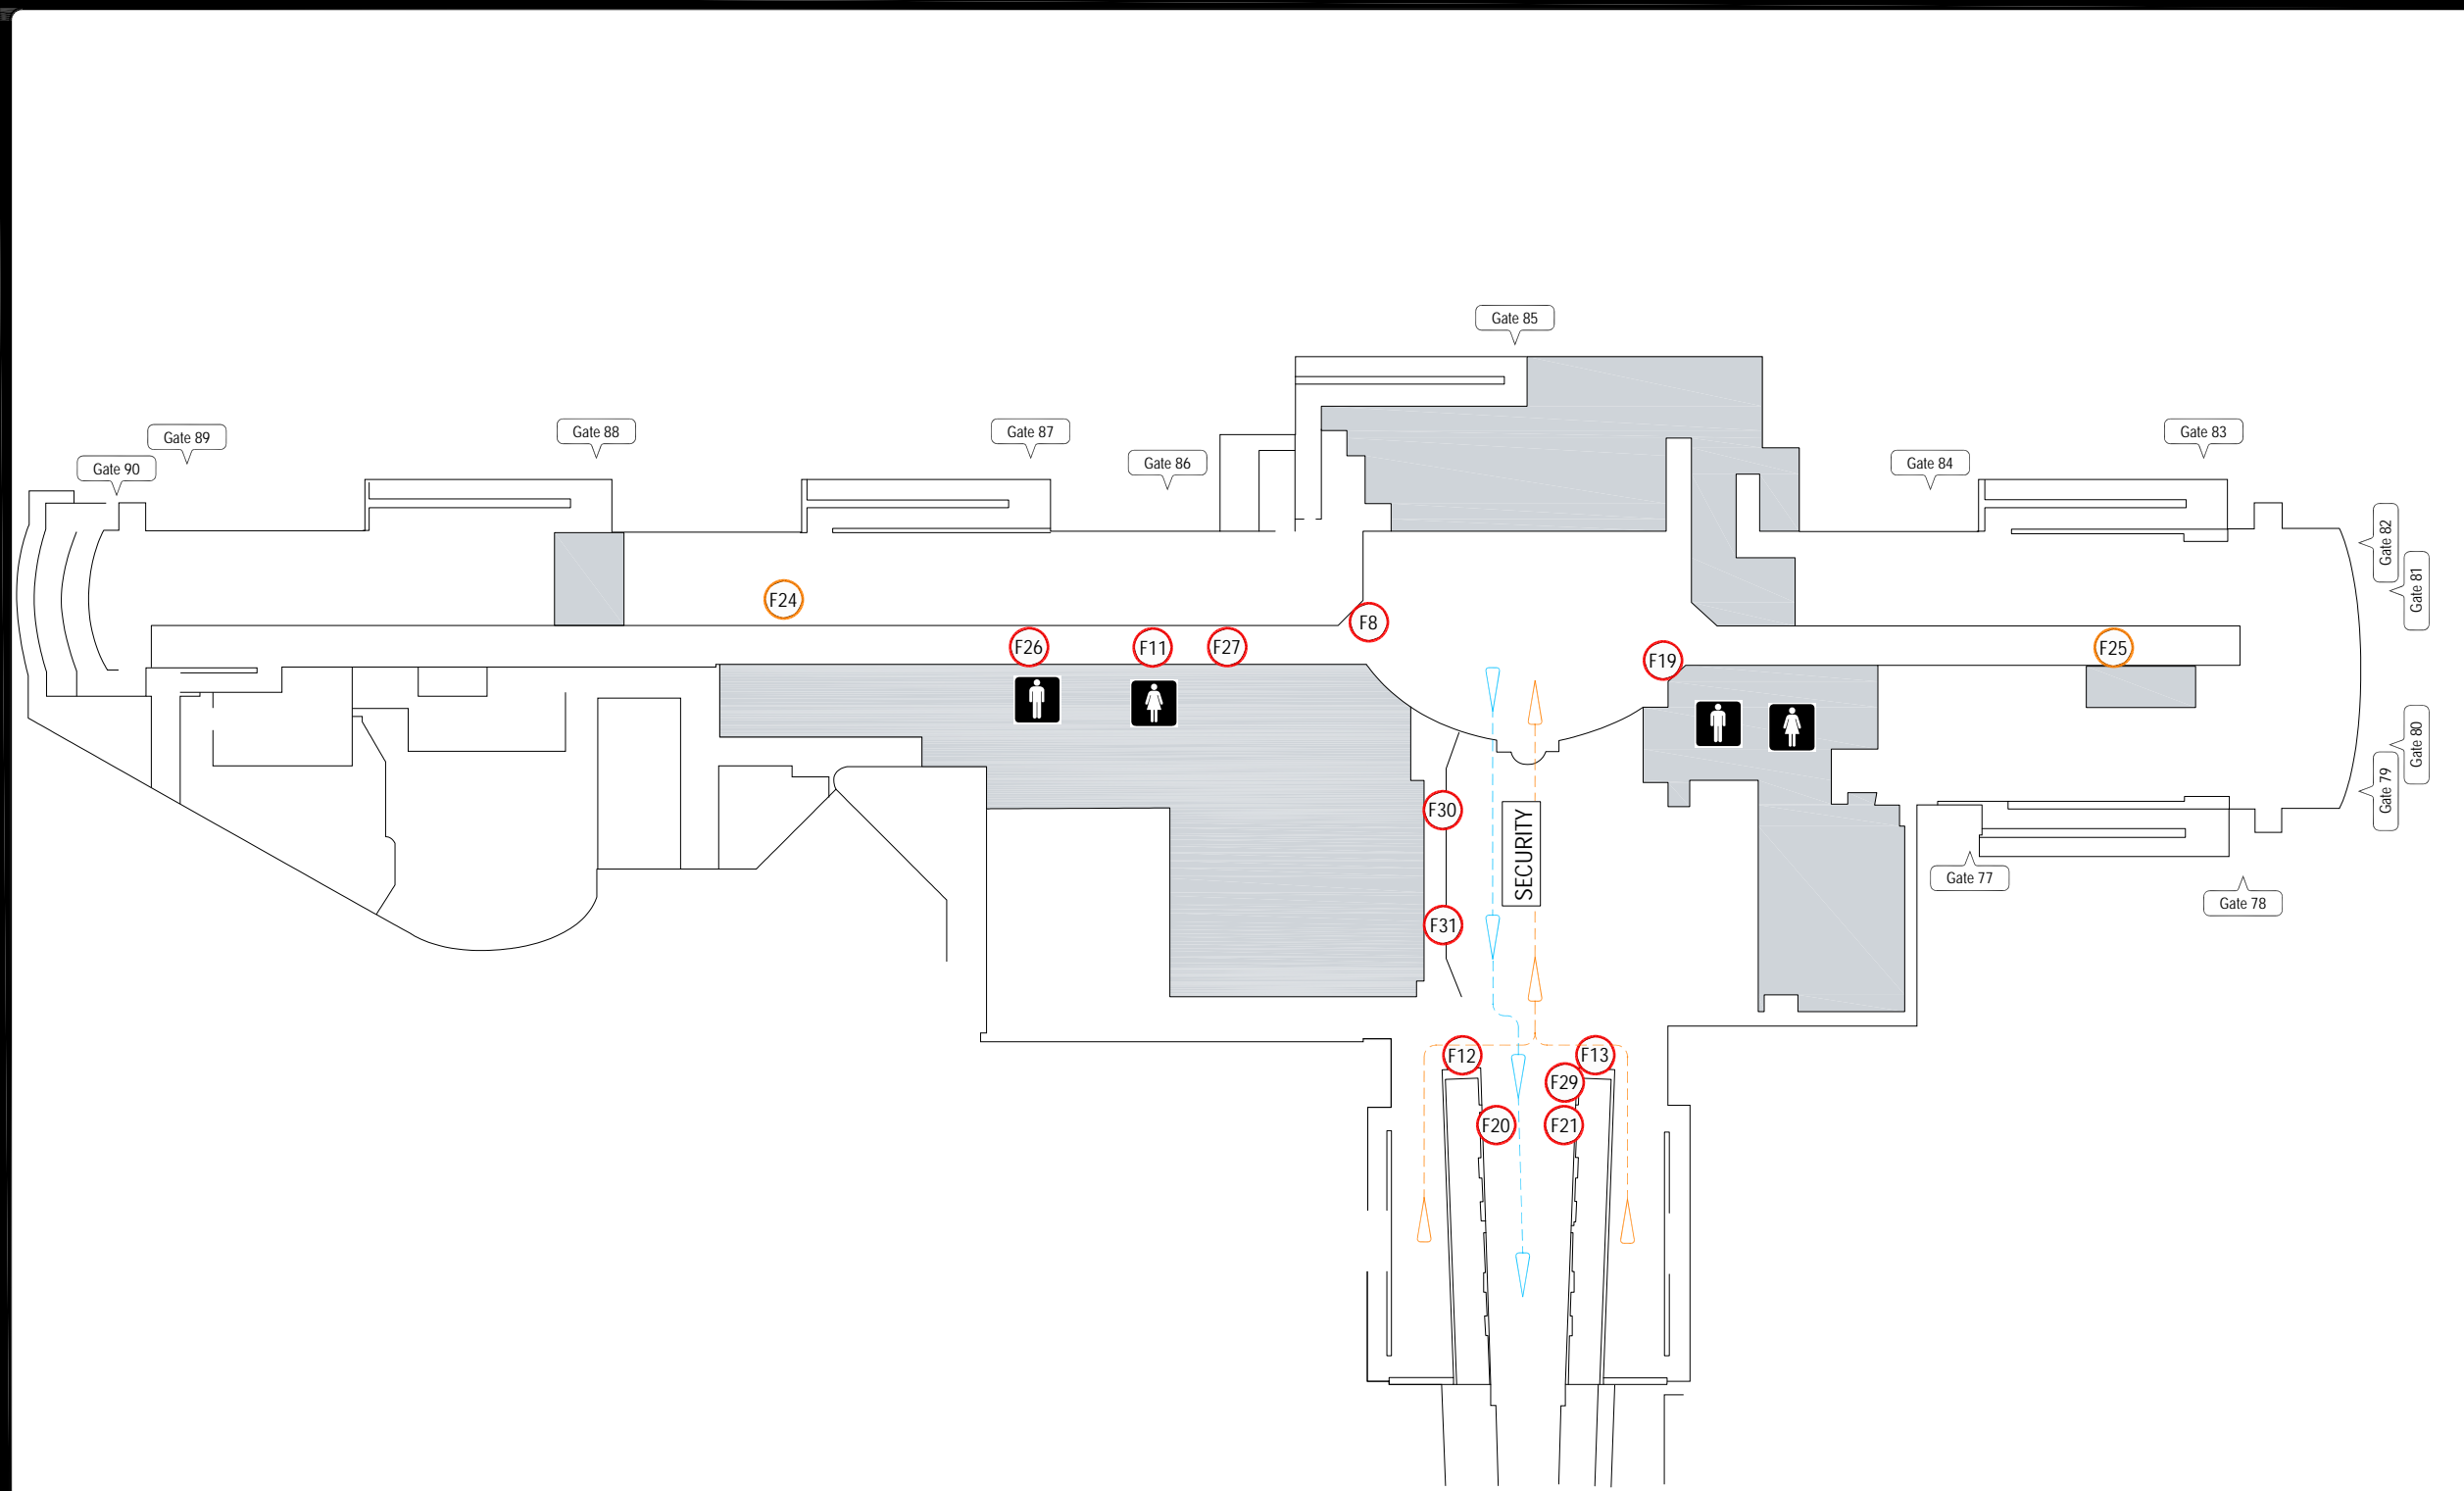 Gate 85
Gate 89
Gate 88
Gate 87
Gate 83
Gate 90
Gate 86
Gate 84
Gate 82
Gate 81
F24
F8
F26
F11
F27
F19
F25
Gate 80
Gate 79
F30
SECURITY
Gate 77
Gate 78
F31
F12
F13
F29
F20
F21